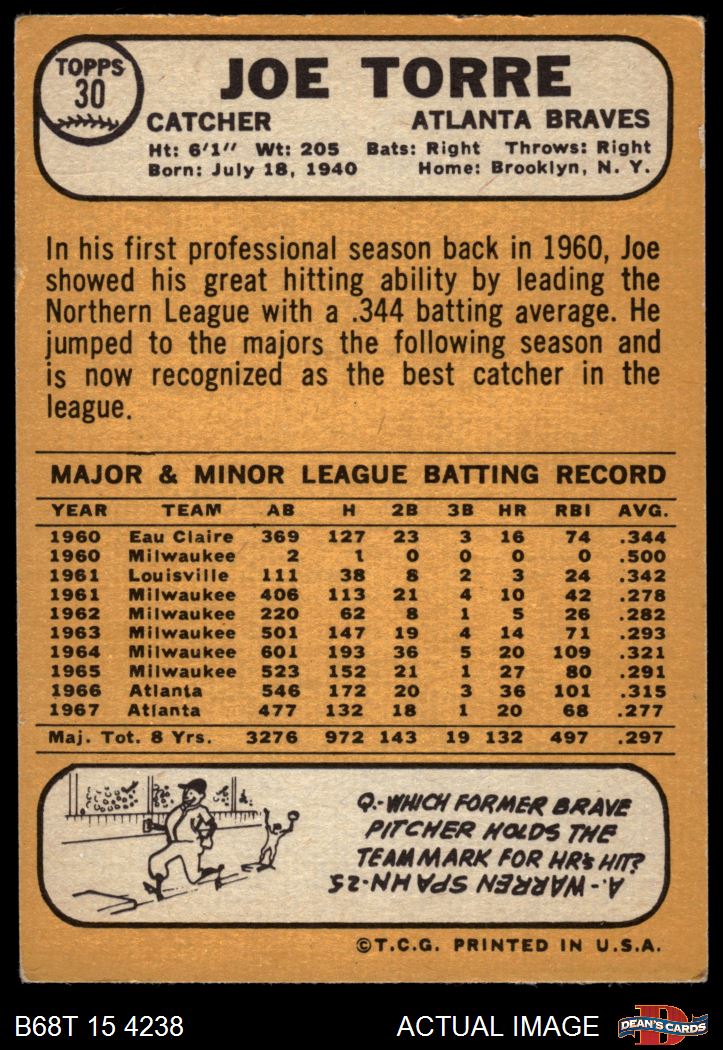 TOPPS
30
JOE TORRE
CATCHER ATLANTA BRAVES
Ht: 6'1" Wt: 205 Bats: Right Throws: Right
Born: July 18, 1940 Home: Brooklyn, N. Y.
In his first professional season back in 1960, Joe
showed his great hitting ability by leading the
Northern League with a .344 batting average. He
jumped to the majors the following season and
is now recognized as the best catcher in the
league.
MAJOR & MINOR LEAGUE BATTING RECORD
YEAR TEAM AB H 2B 3B HR RBI AVG.
1960 Eau Claire 369 127 23 3 16 74 .344
1960 Milwaukee 2 1 0 0 0 0 .500
1961 Louisville 111 38 8 2 3 24 .342
1961 Milwaukee 406 113 21 4 10 42 .278
1962 Milwaukee 220 62 8 1 5 26 .282
1963 Milwaukee 501 147 19 4 14 71 .293
1964 Milwaukee 601 193 36 5 20 109 .321
1965 Milwaukee 523 152 21 1 27 80 .291
1966 Atlanta 546 172 20 3 36 101 .315
1967 Atlanta 477 132 18 1 20 68 .277
Maj. Tot. 8 Yrs. 3276 972 143 19 132 497 .297
Q.-WHICH FORMER BRAVE
PITCHER HOLDS THE
TEAM MARK FOR HR's HIT?
A.-WARREN SPAHN-25
©T.C.G. PRINTED IN U.S.A.
B68T 15 4238 ACTUAL IMAGE
D
DEAN'S CARDS